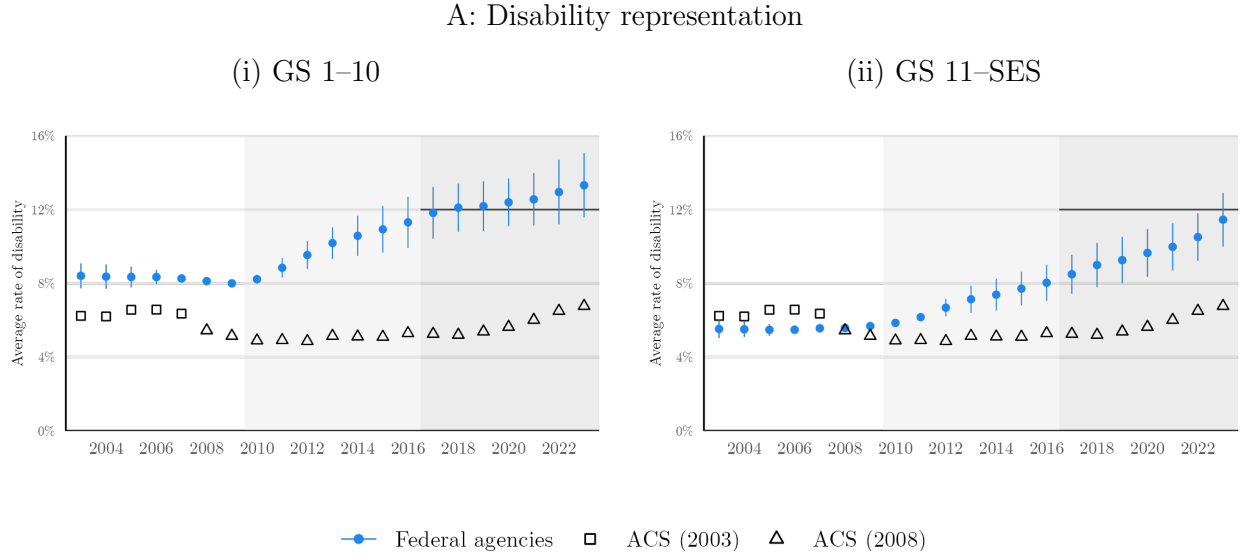 A: Disability representation
(i) GS 1–10
(ii) GS 11–SES
Average rate of disability
16%
12%
8%
4%
0%
2004 2006 2008 2010 2012 2014 2016 2018 2020 2022
Average rate of disability
16%
12%
8%
4%
0%
2004 2006 2008 2010 2012 2014 2016 2018 2020 2022
Federal agencies ACS (2003) ACS (2008)